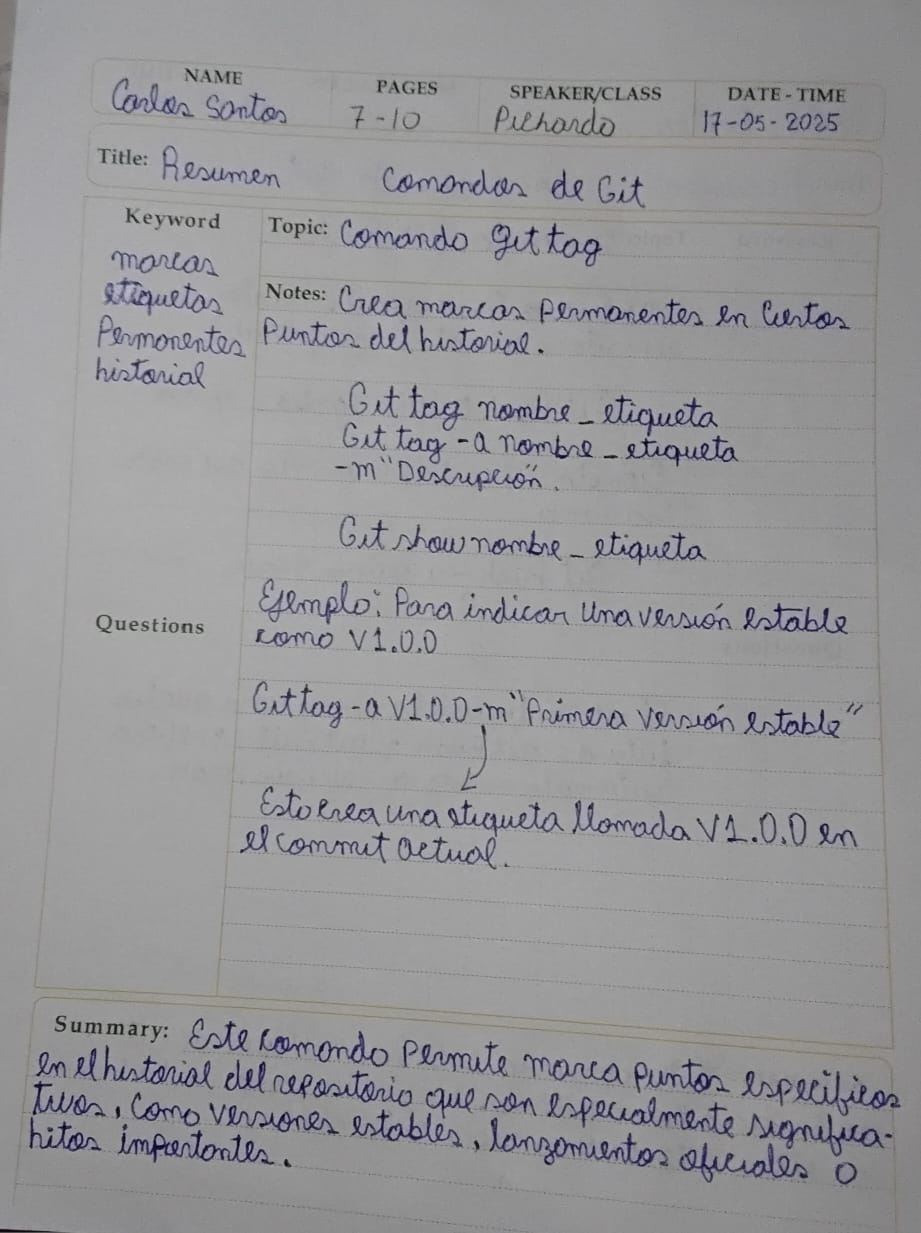 NAME PAGES SPEAKER/CLASS DATE - TIME
Carlos Santos 7-10 Pichardo 17-05-2025
Title: Resumen Comandos de Git
Keyword
marcas
etiquetas
Permanentes
historial
Topic: Comando git tag
Notes: Crea marcas permanentes en Ciertos
Puntos del historial.
Git tag nombre_etiqueta
Git tag -a nombre_etiqueta
-m "Descripción".
Git show nombre_etiqueta
Questions
Ejemplo: Para indicar Una versión estable
como V1.0.0
Git tag -a V1.0.0 -m "Primera versión estable"
Esto crea una etiqueta llamada V1.0.0 en
el commit actual.
Summary: Este comando permite marca puntos especificos
en el historial del repositorio que son especialmente significa-
tivos, como versiones estables, lanzamientos oficiales o
hitos importantes.